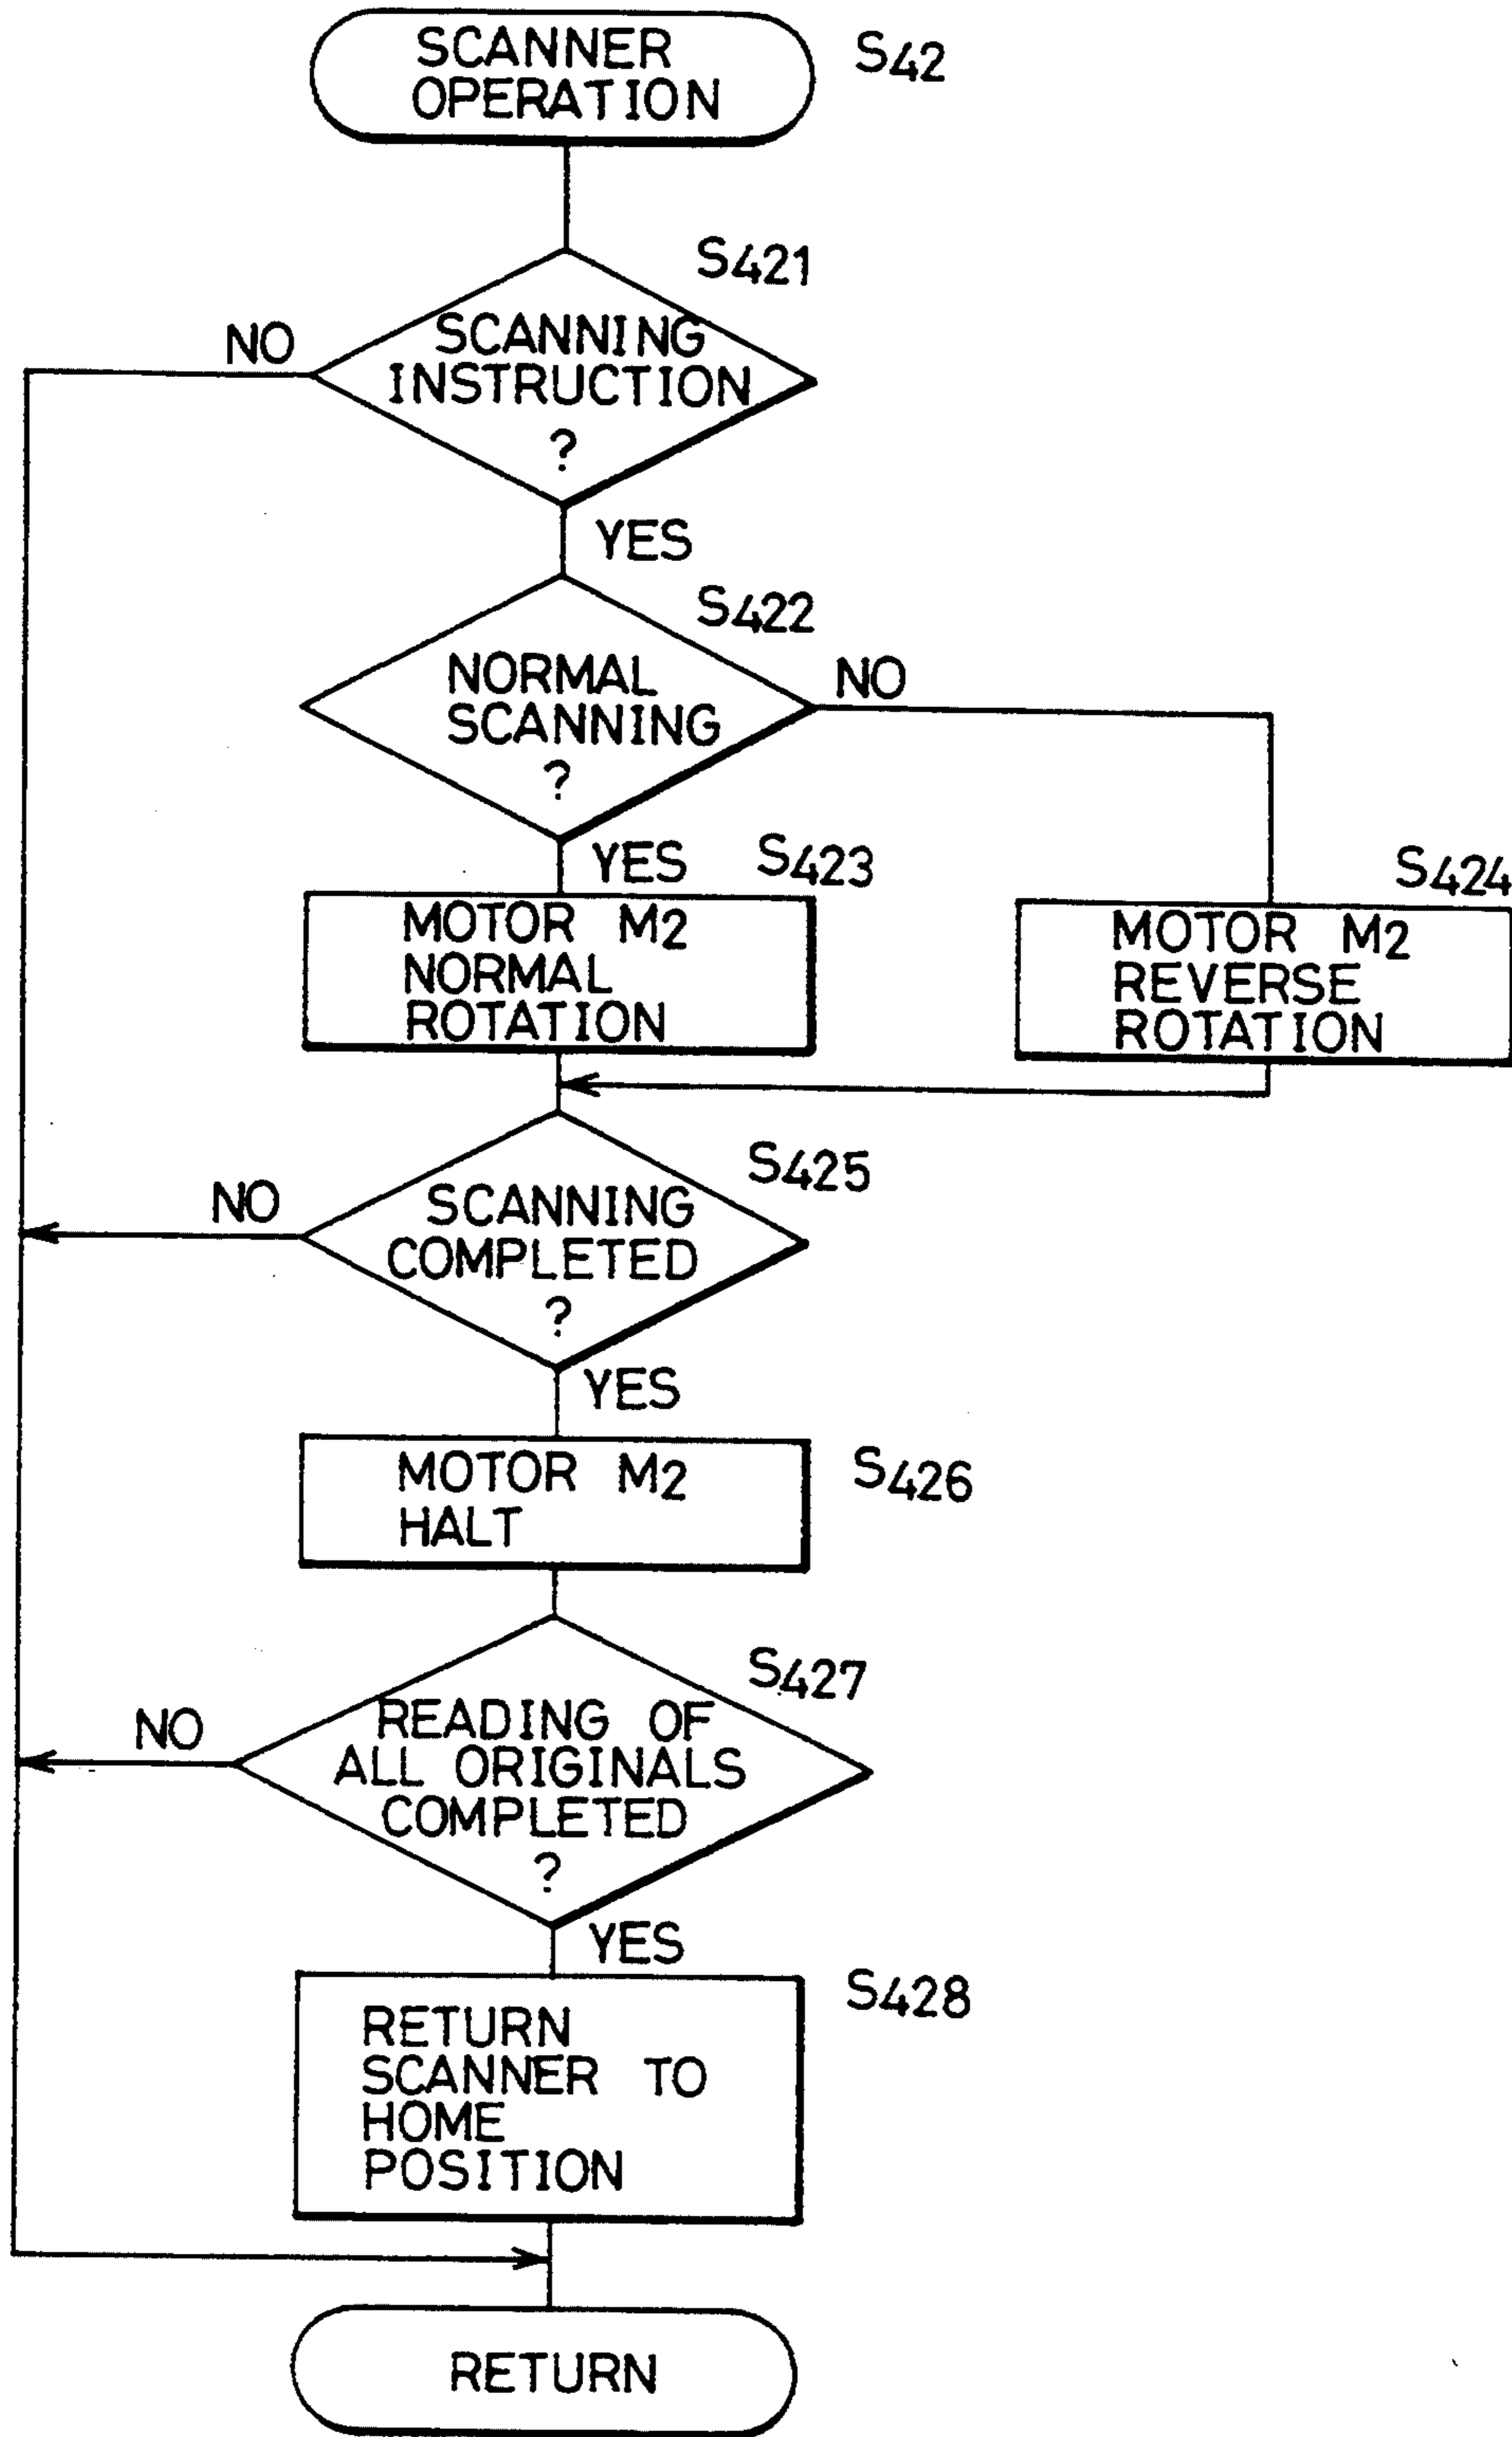 SCANNER
OPERATION
S42
S421
NO
SCANNING
INSTRUCTION
?
YES
S422
NORMAL
SCANNING
?
NO
YES
S423
MOTOR M2
NORMAL
ROTATION
S424
MOTOR M2
REVERSE
ROTATION
S425
NO
SCANNING
COMPLETED
?
YES
MOTOR M2
HALT
S426
S427
NO
READING OF
ALL ORIGINALS
COMPLETED
?
YES
S428
RETURN
SCANNER TO
HOME
POSITION
RETURN